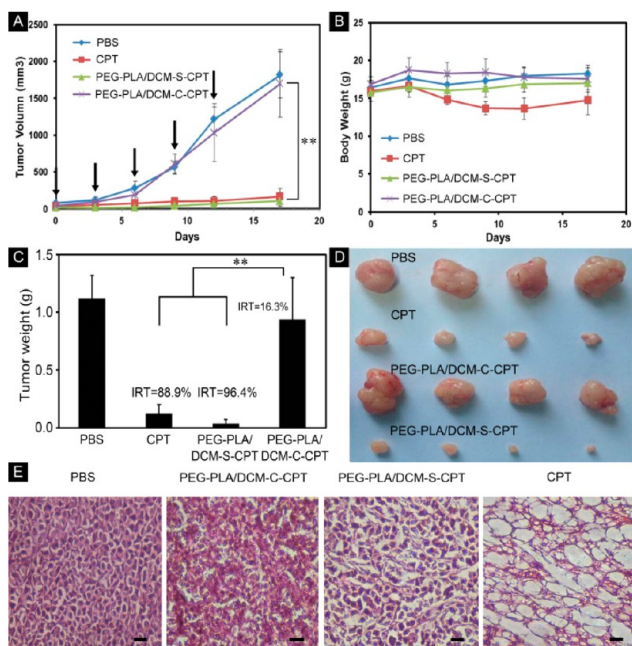 A
Tumor Volumn (mm3)
2500
2000
1500
1000
500
0
0 5 10 15 20
Days
PBS
CPT
PEG-PLA/DCM-S-CPT
PEG-PLA/DCM-C-CPT
**
B
Body Weight (g)
25
20
15
10
5
0
0 5 10 15 20
Days
PBS
CPT
PEG-PLA/DCM-S-CPT
PEG-PLA/DCM-C-CPT
C
Tumor weight (g)
1.5
1.0
0.5
0.0
**
IRT=16.3%
IRT=88.9% IRT=96.4%
PBS CPT PEG-PLA/ PEG-PLA/
DCM-S-CPT DCM-C-CPT
D
PBS
CPT
PEG-PLA/DCM-C-CPT
PEG-PLA/DCM-S-CPT
E
PBS PEG-PLA/DCM-C-CPT PEG-PLA/DCM-S-CPT CPT